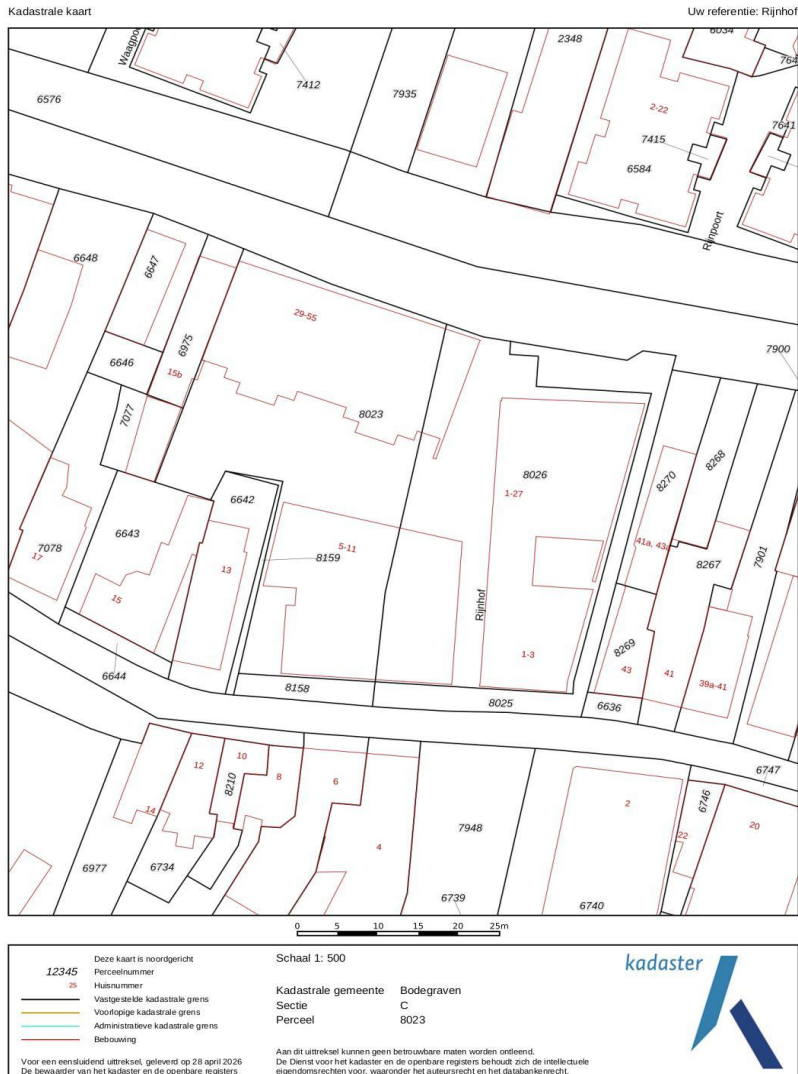 Kadastrale kaart
Uw referentie: Rijnhof
Waagpoort
7412
6576
7935
2348
6034
2-22
7415
6584
7641
Rijnpoort
6648
6647
6975
6646
15b
7077
29-55
8023
7900
8026
1-27
8270
8268
41a, 43a
8267
7901
6642
6643
7078
17
15
13
5-11
8159
Rijnhof
1-3
8269
43
41
39a-41
6644
8158
8025
6636
6747
12
10
8210
8
6
4
14
6977
6734
7948
6739
2
6740
6746
22
20
0 5 10 15 20 25m
Deze kaart is noordgericht
12345 Perceelnummer
25 Huisnummer
Vastgestelde kadastrale grens
Voorlopige kadastrale grens
Administratieve kadastrale grens
Bebouwing
Voor een eensluidend uittreksel, geleverd op 28 april 2026
De bewaarder van het kadaster en de openbare registers
Schaal 1: 500
Kadastrale gemeente Bodegraven
Sectie C
Perceel 8023
Aan dit uittreksel kunnen geen betrouwbare maten worden ontleend.
De Dienst voor het kadaster en de openbare registers behoudt zich de intellectuele
eigendomsrechten voor, waaronder het auteursrecht en het databankenrecht.
kadaster